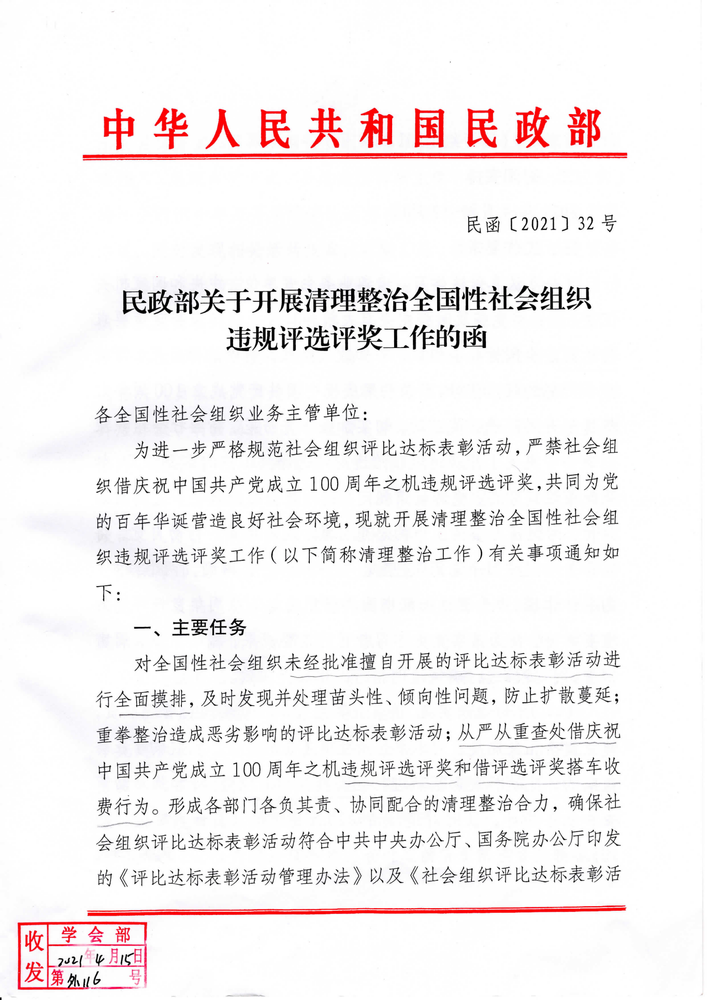 中华人民共和国民政部
民函〔2021〕32号
民政部关于开展清理整治全国性社会组织
违规评选评奖工作的函
各全国性社会组织业务主管单位：
为进一步严格规范社会组织评比达标表彰活动，严禁社会组
织借庆祝中国共产党成立100周年之机违规评选评奖，共同为党
的百年华诞营造良好社会环境，现就开展清理整治全国性社会组
织违规评选评奖工作（以下简称清理整治工作）有关事项通知如
下：
一、主要任务
对全国性社会组织未经批准擅自开展的评比达标表彰活动进
行全面摸排，及时发现并处理苗头性、倾向性问题，防止扩散蔓延；
重拳整治造成恶劣影响的评比达标表彰活动；从严从重查处借庆祝
中国共产党成立100周年之机违规评选评奖和借评选评奖搭车收
费行为。形成各部门各负其责、协同配合的清理整治合力，确保社
会组织评比达标表彰活动符合中共中央办公厅、国务院办公厅印发
的《评比达标表彰活动管理办法》以及《社会组织评比达标表彰活
收发
学会部
2021年4月15日
第外116号